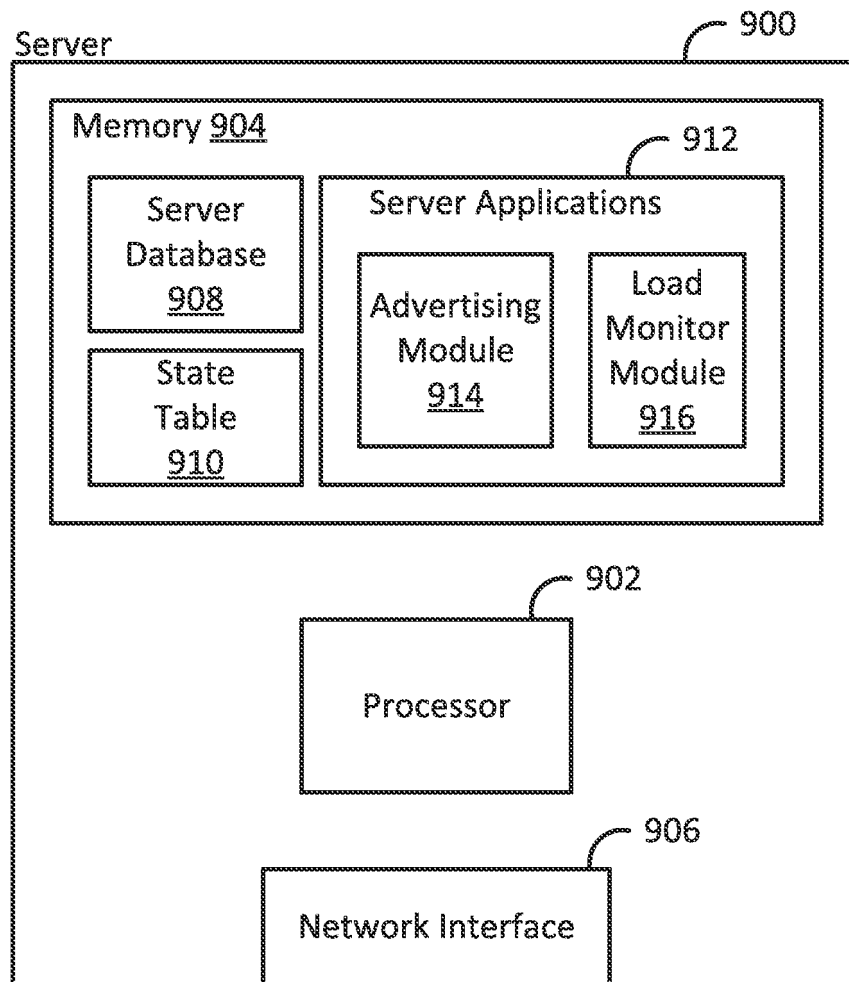 900
Server
Memory 904
912
Server
Database
908
Server Applications
Advertising
Module
914
Load
Monitor
Module
916
State
Table
910
902
Processor
906
Network Interface